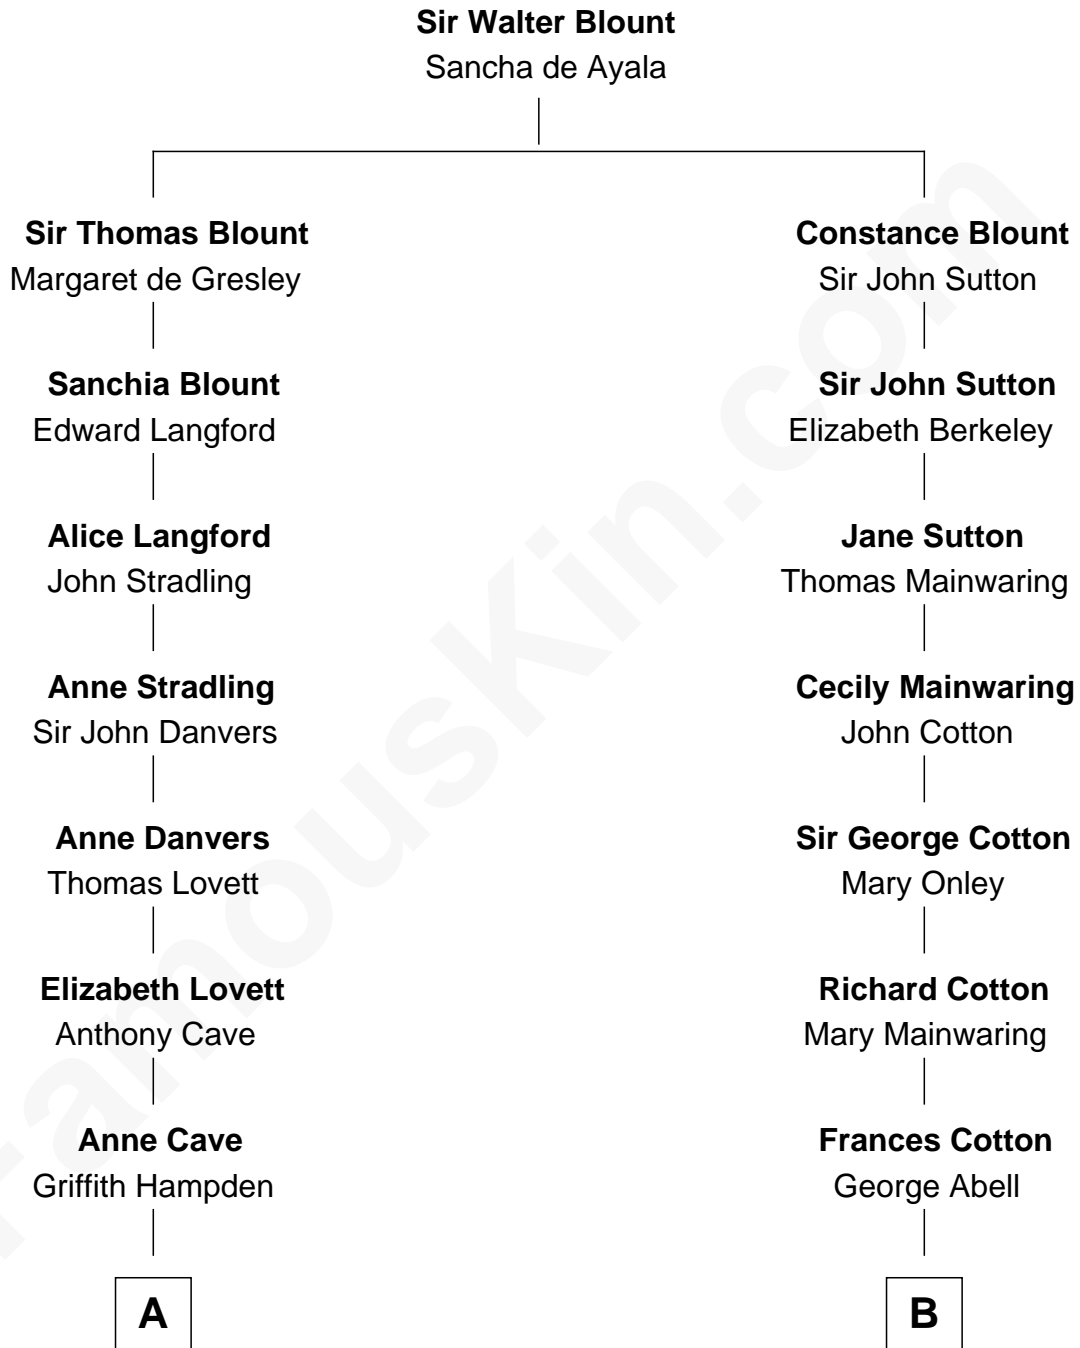 Sir Walter Blount
Sancha de Ayala
Sir Thomas Blount
Margaret de Gresley
Constance Blount
Sir John Sutton
Sanchia Blount
Edward Langford
Sir John Sutton
Elizabeth Berkeley
Alice Langford
John Stradling
Jane Sutton
Thomas Mainwaring
Anne Stradling
Sir John Danvers
Cecily Mainwaring
John Cotton
Anne Danvers
Thomas Lovett
Sir George Cotton
Mary Onley
Elizabeth Lovett
Anthony Cave
Richard Cotton
Mary Mainwaring
Anne Cave
Griffith Hampden
Frances Cotton
George Abell
A
B
FamousKin.com